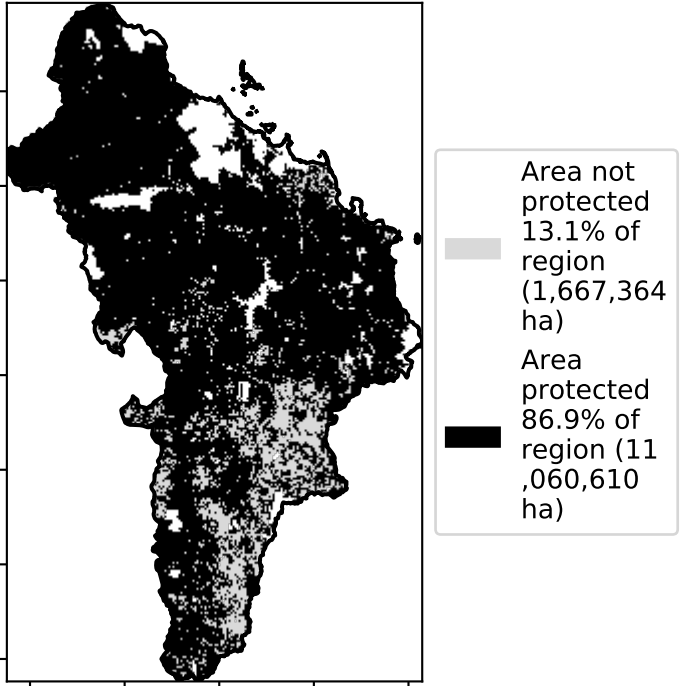 Area not
protected
13.1% of
region
(1,667,364
ha)
Area
protected
86.9% of
region (11
,060,610
ha)